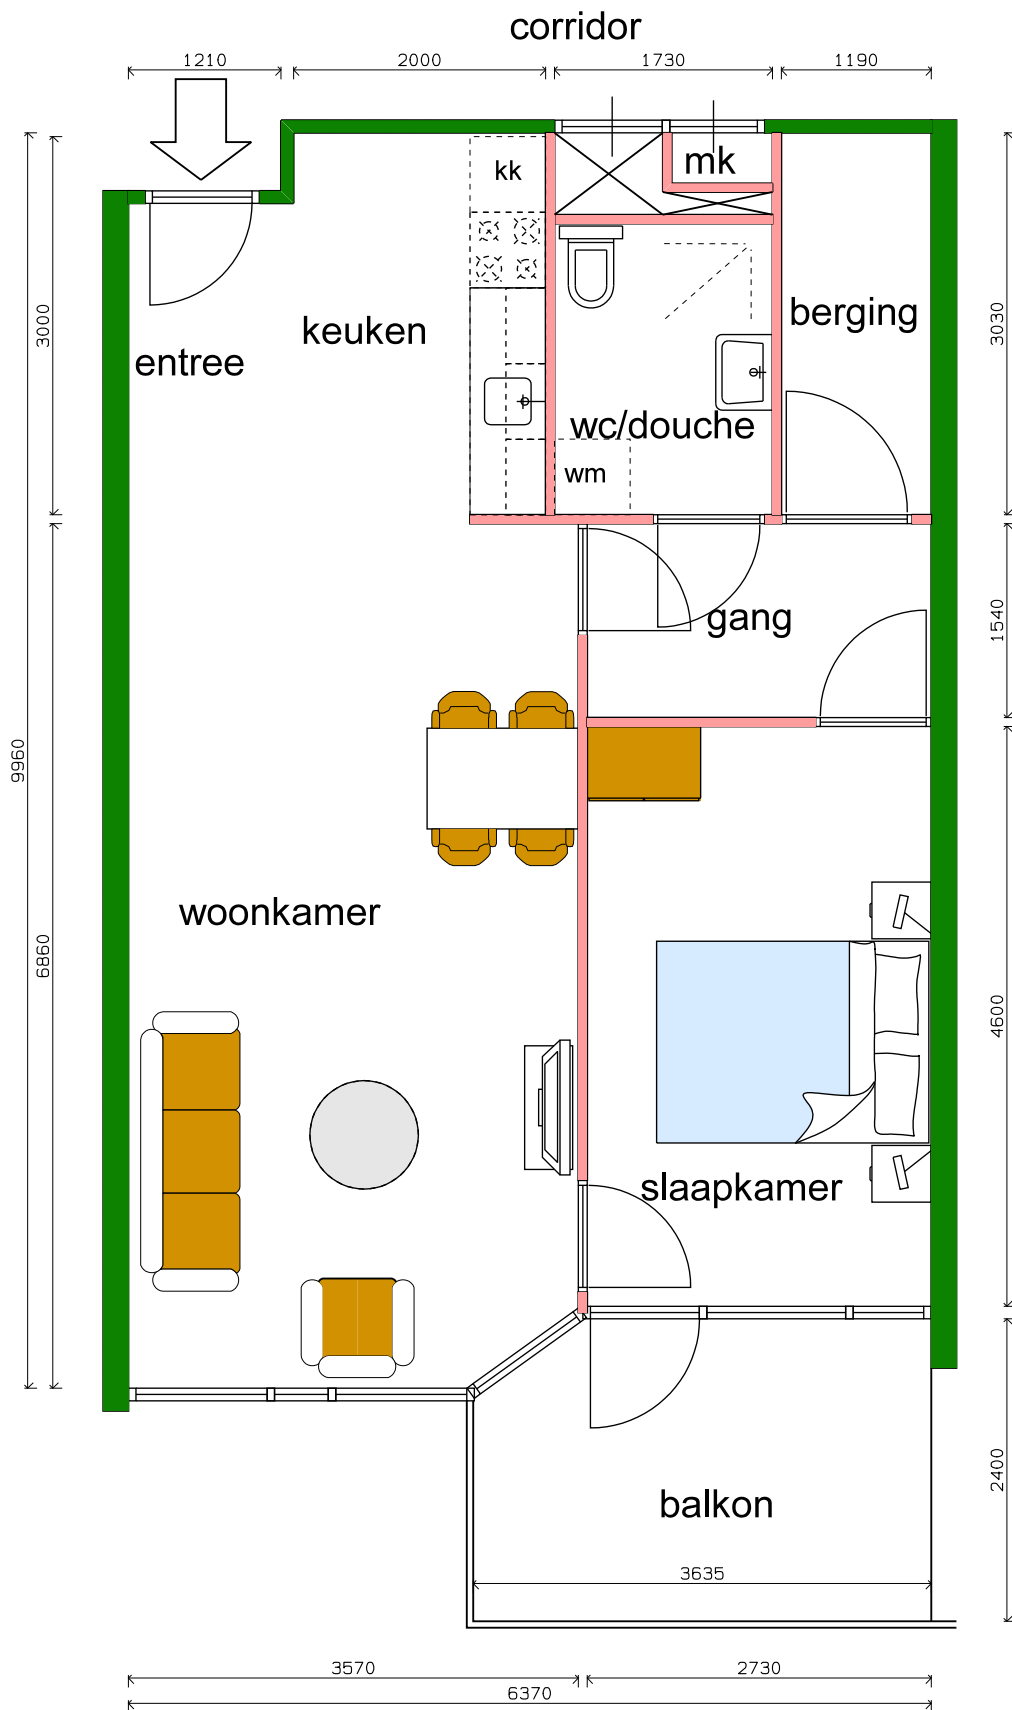 corridor
1210
2000
1730
1190
kk
mk
3000
keuken
entree
berging
3030
wc/douche
wm
gang
1540
9960
6860
woonkamer
4600
slaapkamer
balkon
2400
3635
3570
2730
6370